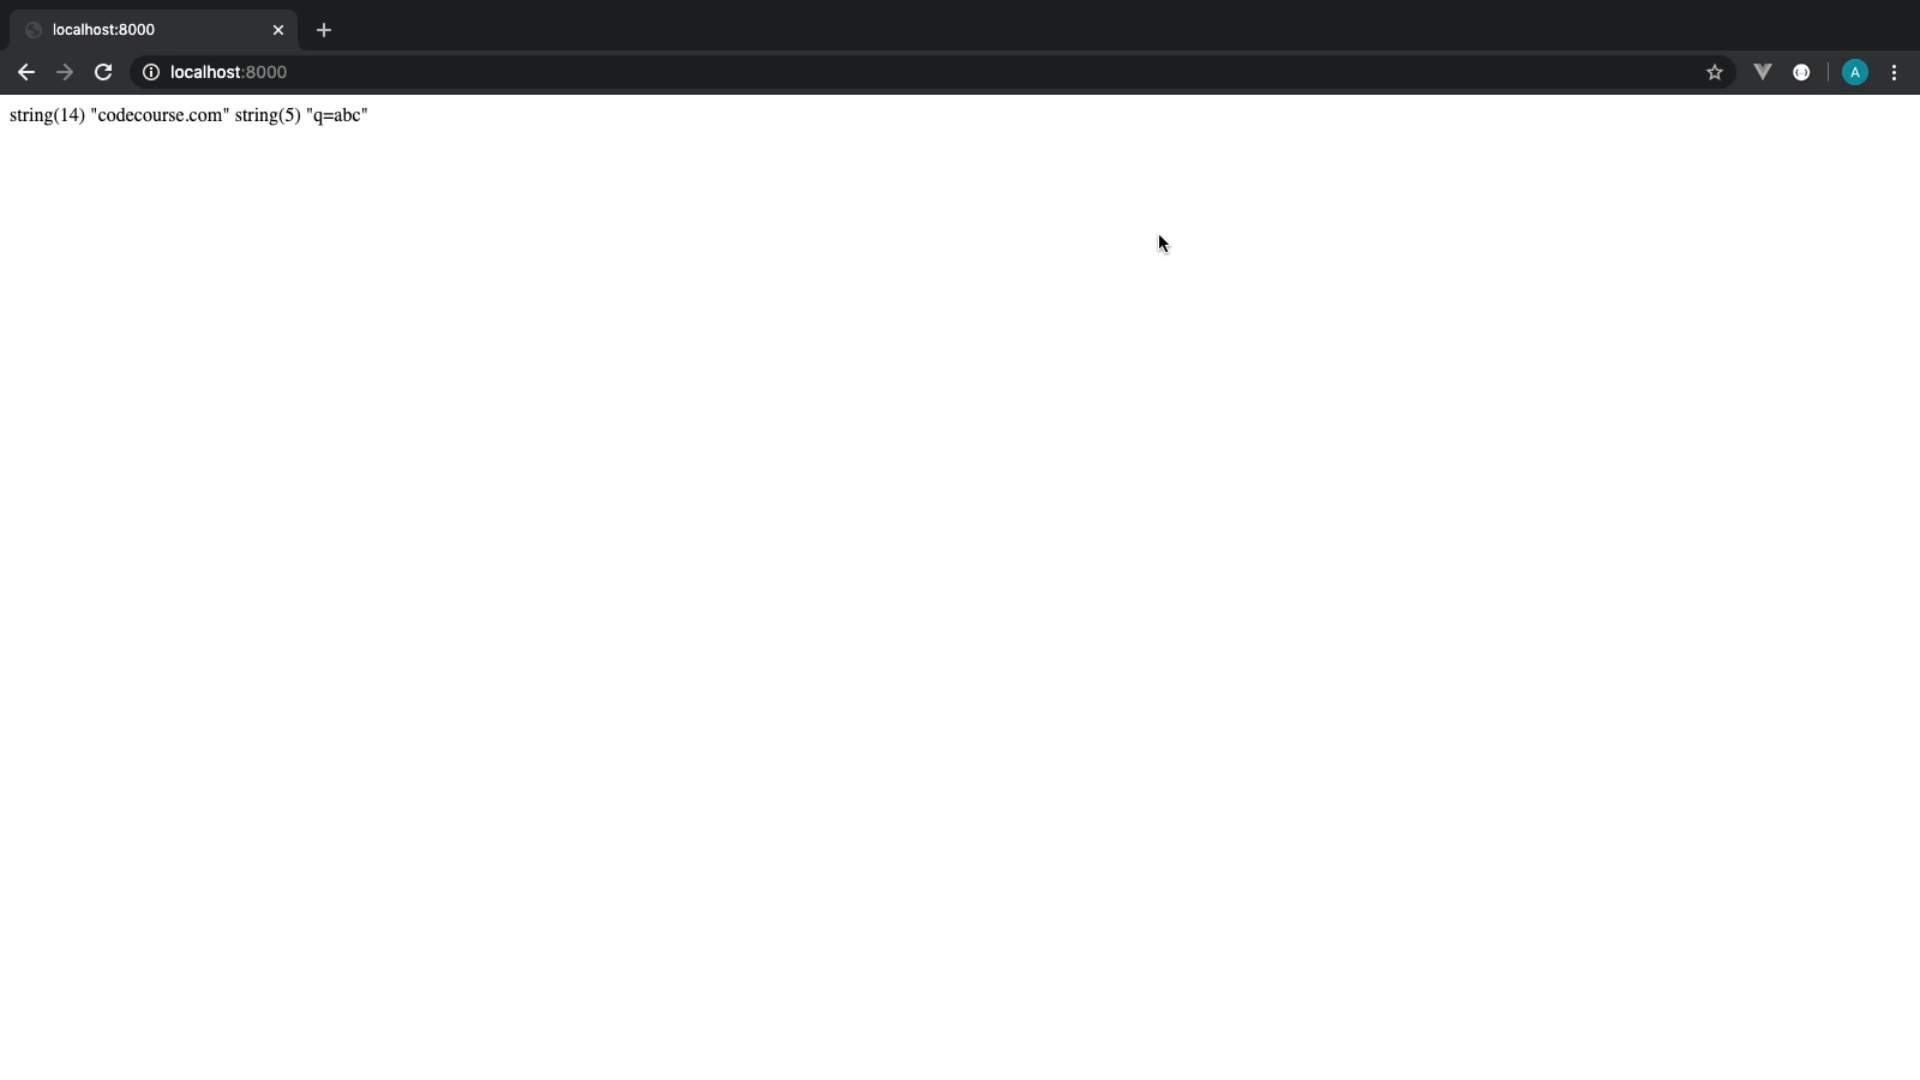 localhost:8000
localhost:8000
A
string(14) "codecourse.com" string(5) "q=abc"